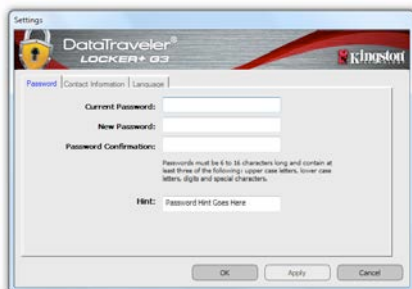 Settings
DataTraveler®
LOCKER+ G3
Kingston
Password
Contact Information
Language
Current Password:
New Password:
Password Confirmation:
Passwords must be 6 to 16 characters long and contain at
least three of the following: upper case letters, lower case
letters, digits and special characters.
Hint: Password Hint Goes Here
OK
Apply
Cancel